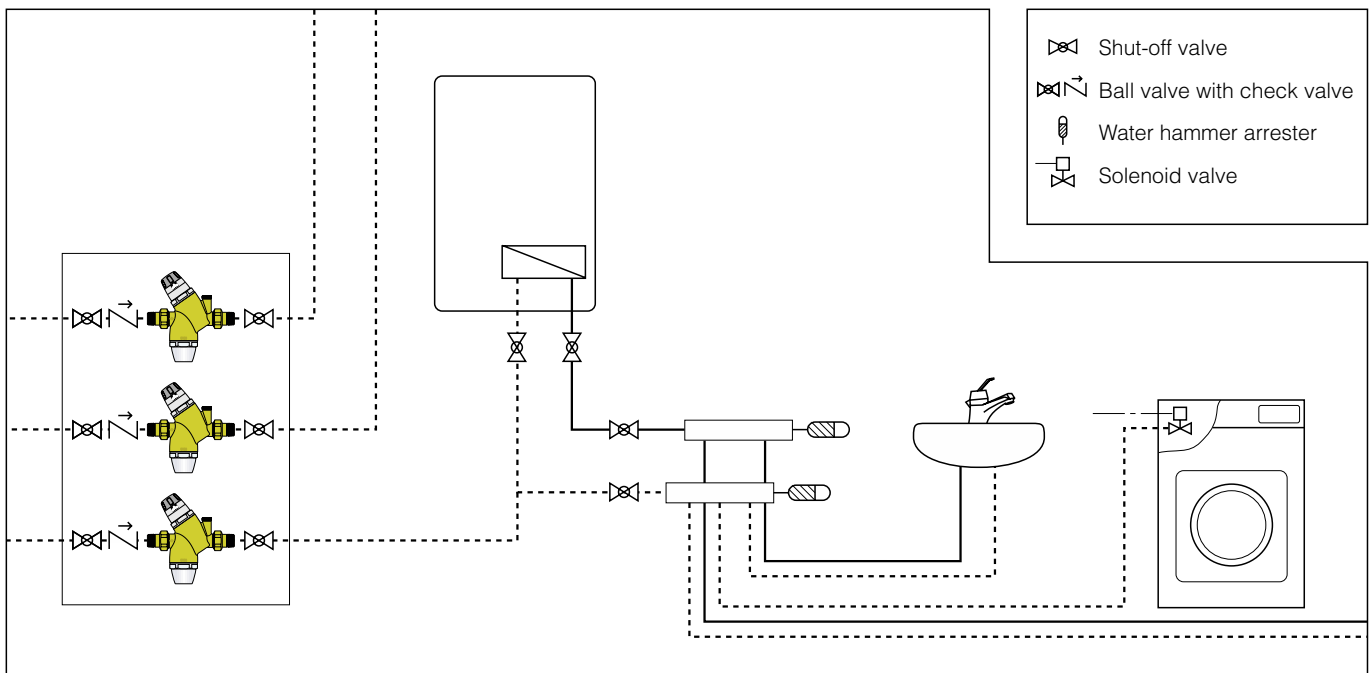 Shut-off valve
Ball valve with check valve
Water hammer arrester
Solenoid valve